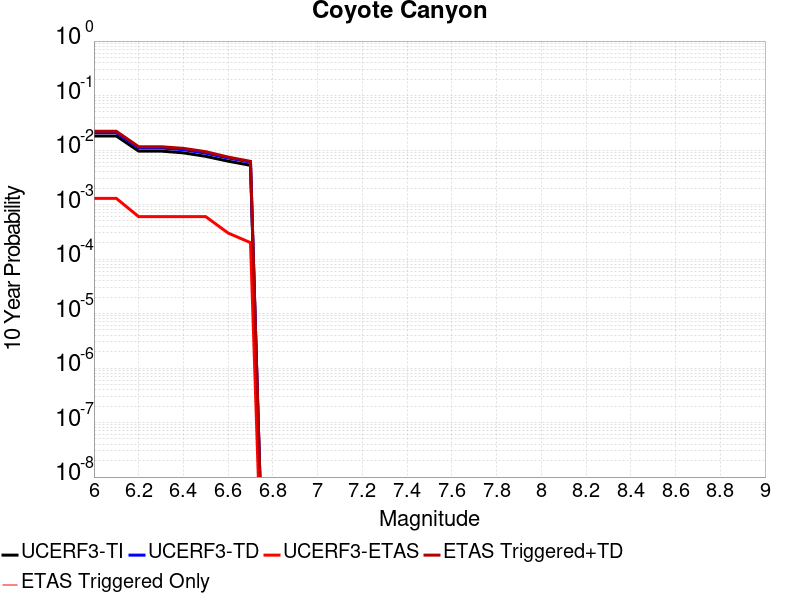 Coyote Canyon
10 Year Probability
10^0
10^-1
10^-2
10^-3
10^-4
10^-5
10^-6
10^-7
10^-8
6 6.2 6.4 6.6 6.8 7 7.2 7.4 7.6 7.8 8 8.2 8.4 8.6 8.8 9
Magnitude
UCERF3-TI UCERF3-TD UCERF3-ETAS ETAS Triggered+TD
ETAS Triggered Only